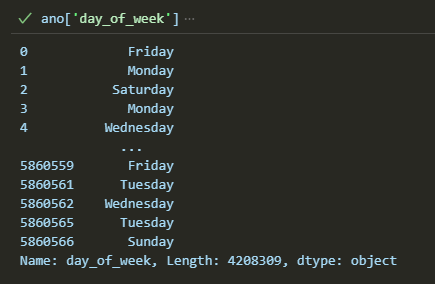 ano['day_of_week'] ...
0 Friday
1 Monday
2 Saturday
3 Monday
4 Wednesday
...
5860559 Friday
5860561 Tuesday
5860562 Wednesday
5860565 Tuesday
5860566 Sunday
Name: day_of_week, Length: 4208309, dtype: object